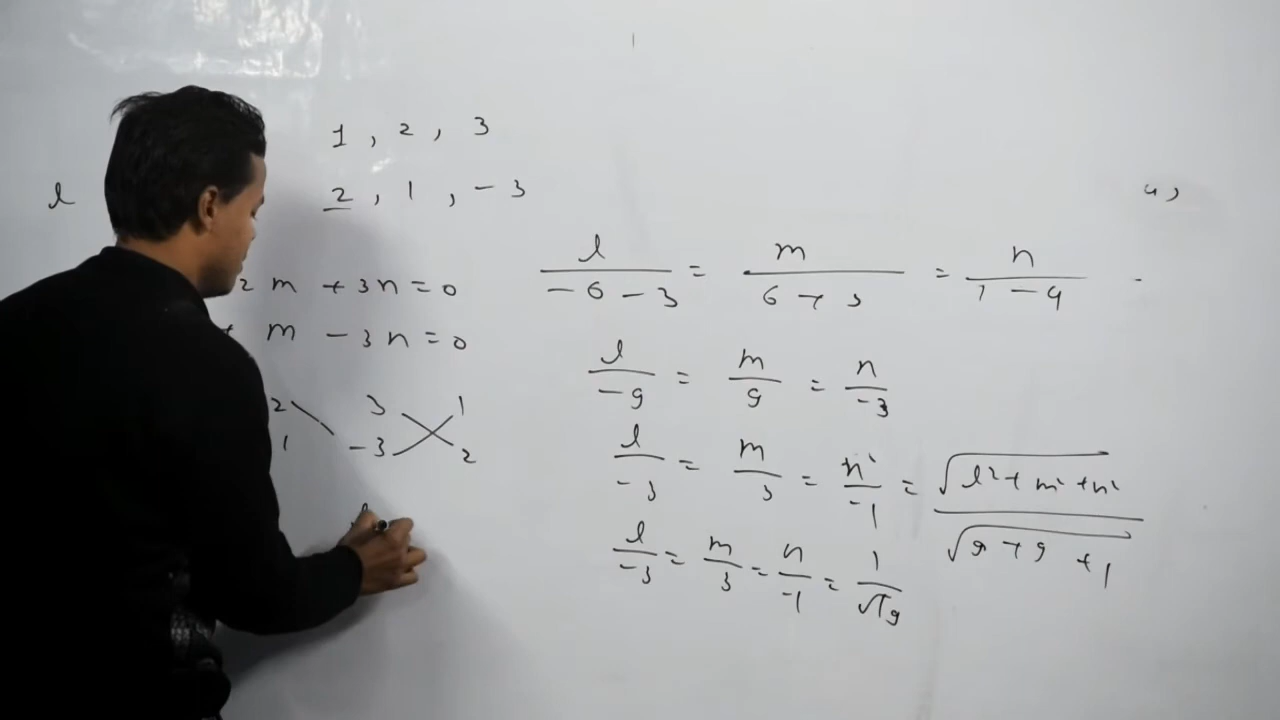 1 , 2 , 3
l 2 , 1 , - 3
2 m + 3n = 0
m - 3n = 0
2 3 1
1 -3 2
u,
l/(-6-3) = m/(6+3) = n/(1-4) -
l/-9 = m/9 = n/-3
l/-3 = m/3 = n/-1 = √(l²+m²+n²)/√(9+9+1)
l/-3 = m/3 = n/-1 = 1/√19